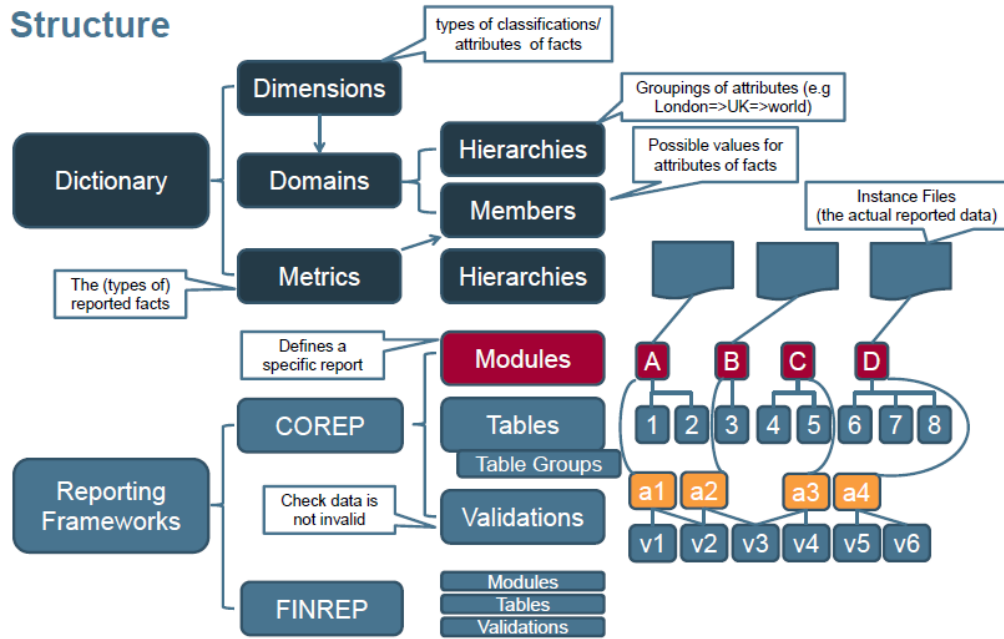 Structure
types of classifications/
attributes of facts
Dimensions
Groupings of attributes (e.g
London=>UK=>world)
Hierarchies
Possible values for
attributes of facts
Dictionary
Domains
Members
Instance Files
(the actual reported data)
Metrics
Hierarchies
The (types of)
reported facts
Defines a
specific report
Modules
A B C D
COREP
Tables
1 2 3 4 5 6 7 8
Table Groups
Reporting
Frameworks
Check data is
not invalid
Validations
a1 a2 a3 a4
v1 v2 v3 v4 v5 v6
FINREP
Modules
Tables
Validations